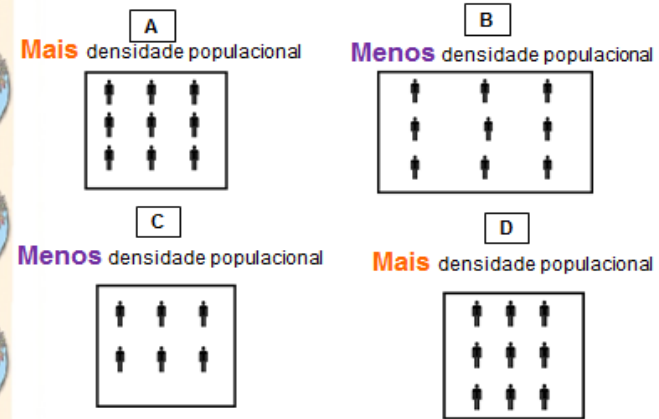 A
Mais densidade populacional
B
Menos densidade populacional
C
Menos densidade populacional
D
Mais densidade populacional